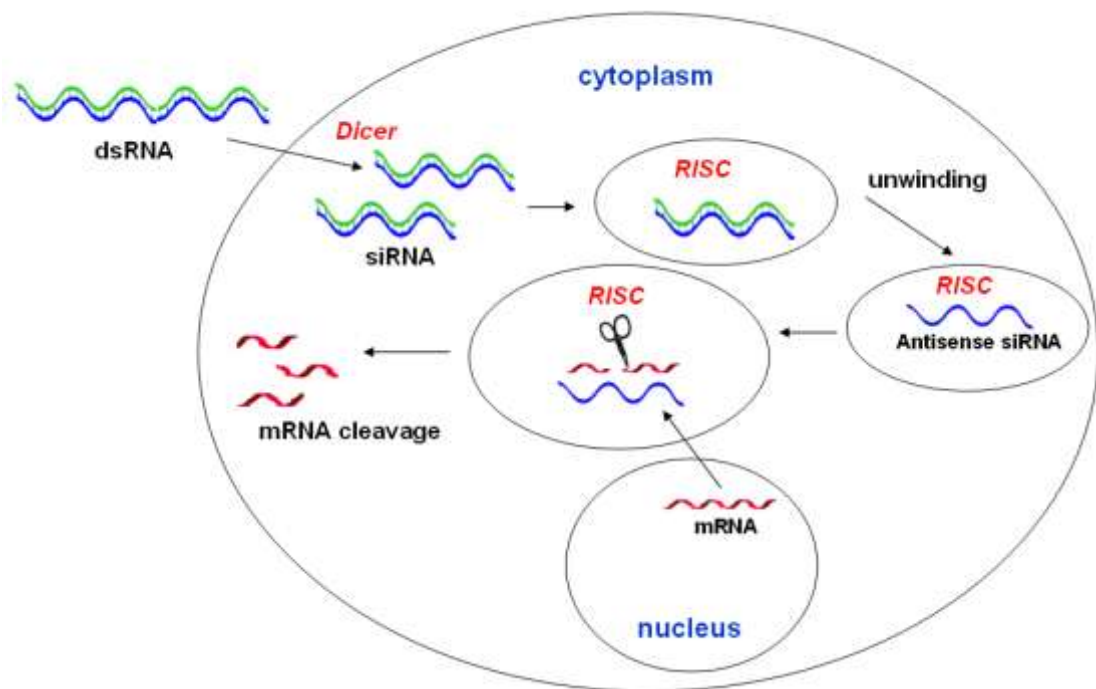 cytoplasm
dsRNA
Dicer
siRNA
RISC
unwinding
RISC
Antisense siRNA
RISC
mRNA cleavage
mRNA
nucleus